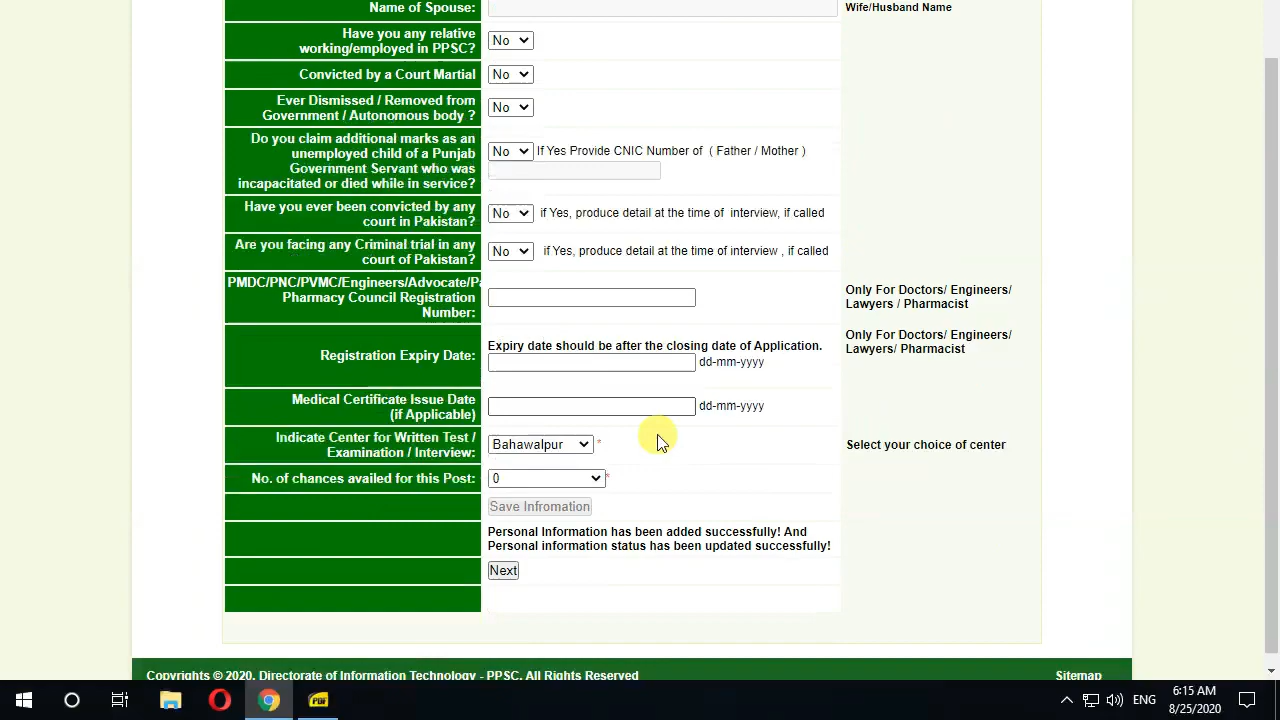 Name of Spouse:
Wife/Husband Name
Have you any relative
working/employed in PPSC?
No
Convicted by a Court Martial
No
Ever Dismissed / Removed from
Government / Autonomous body ?
No
Do you claim additional marks as an
unemployed child of a Punjab
Government Servant who was
incapacitated or died while in service?
No If Yes Provide CNIC Number of ( Father / Mother )
Have you ever been convicted by any
court in Pakistan?
No if Yes, produce detail at the time of interview, if called
Are you facing any Criminal trial in any
court of Pakistan?
No if Yes, produce detail at the time of interview , if called
PMDC/PNC/PVMC/Engineers/Advocate/Pa
Pharmacy Council Registration
Number:
Only For Doctors/ Engineers/
Lawyers / Pharmacist
Registration Expiry Date:
Expiry date should be after the closing date of Application.
dd-mm-yyyy
Only For Doctors/ Engineers/
Lawyers/ Pharmacist
Medical Certificate Issue Date
(if Applicable)
dd-mm-yyyy
Indicate Center for Written Test /
Examination / Interview:
Bahawalpur *
Select your choice of center
No. of chances availed for this Post:
0 *
Save Infromation
Personal Information has been added successfully! And
Personal information status has been updated successfully!
Next
Copyrights © 2020, Directorate of Information Technology - PPSC, All Rights Reserved
Sitemap
PDF
ENG
6:15 AM
8/25/2020